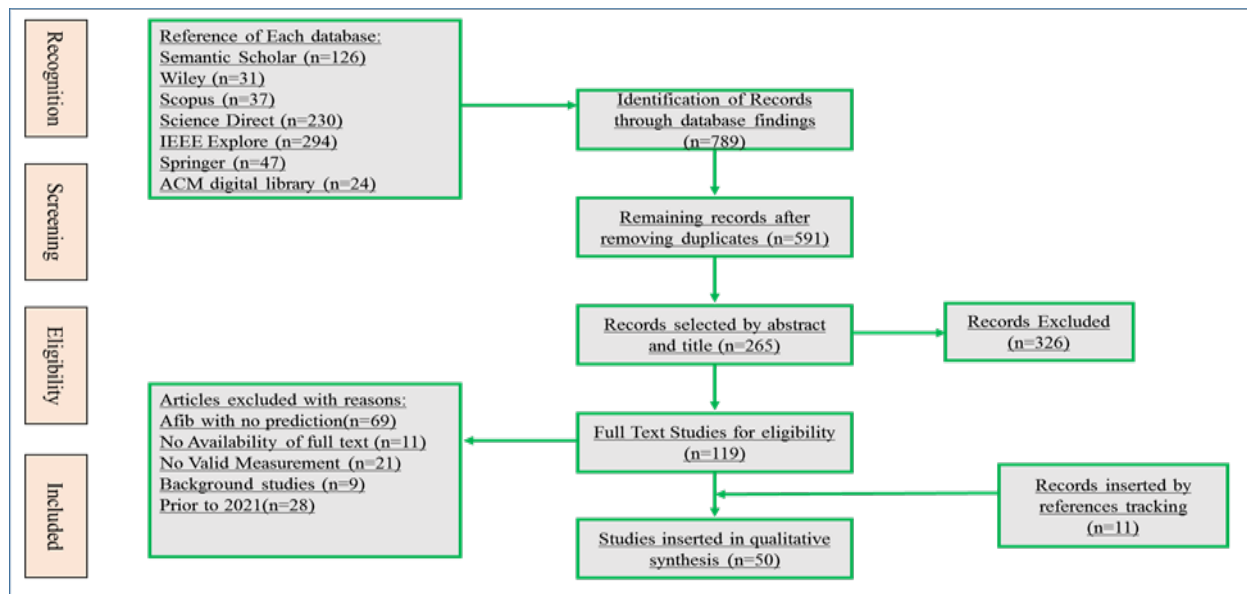 Recognition
Screening
Eligibility
Included
Reference of Each database:
Semantic Scholar (n=126)
Wiley (n=31)
Scopus (n=37)
Science Direct (n=230)
IEEE Explore (n=294)
Springer (n=47)
ACM digital library (n=24)
Identification of Records
through database findings
(n=789)
Remaining records after
removing duplicates (n=591)
Records selected by abstract
and title (n=265)
Records Excluded
(n=326)
Full Text Studies for eligibility
(n=119)
Articles excluded with reasons:
Afib with no prediction(n=69)
No Availability of full text (n=11)
No Valid Measurement (n=21)
Background studies (n=9)
Prior to 2021(n=28)
Records inserted by
references tracking
(n=11)
Studies inserted in qualitative
synthesis (n=50)